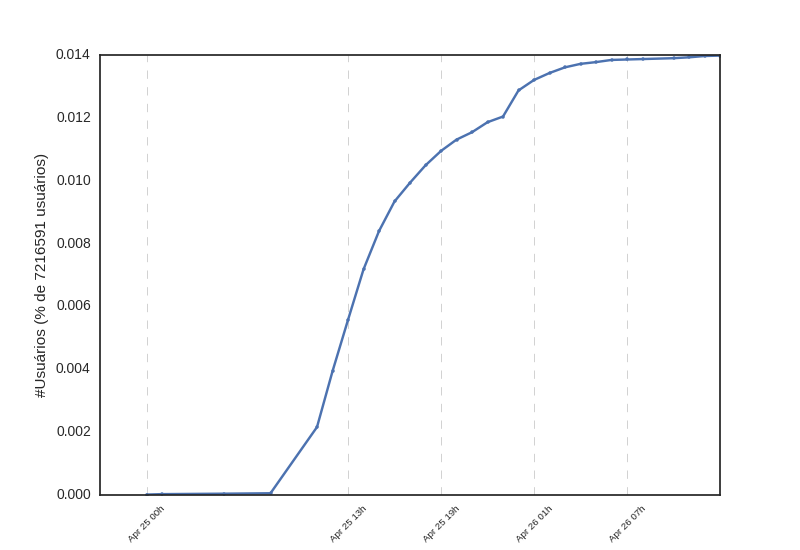 0.014
0.012
0.010
0.008
0.006
0.004
0.002
0.000
#Usuários (% de 7216591 usuários)
Apr 25 00h
Apr 25 13h
Apr 25 19h
Apr 26 01h
Apr 26 07h